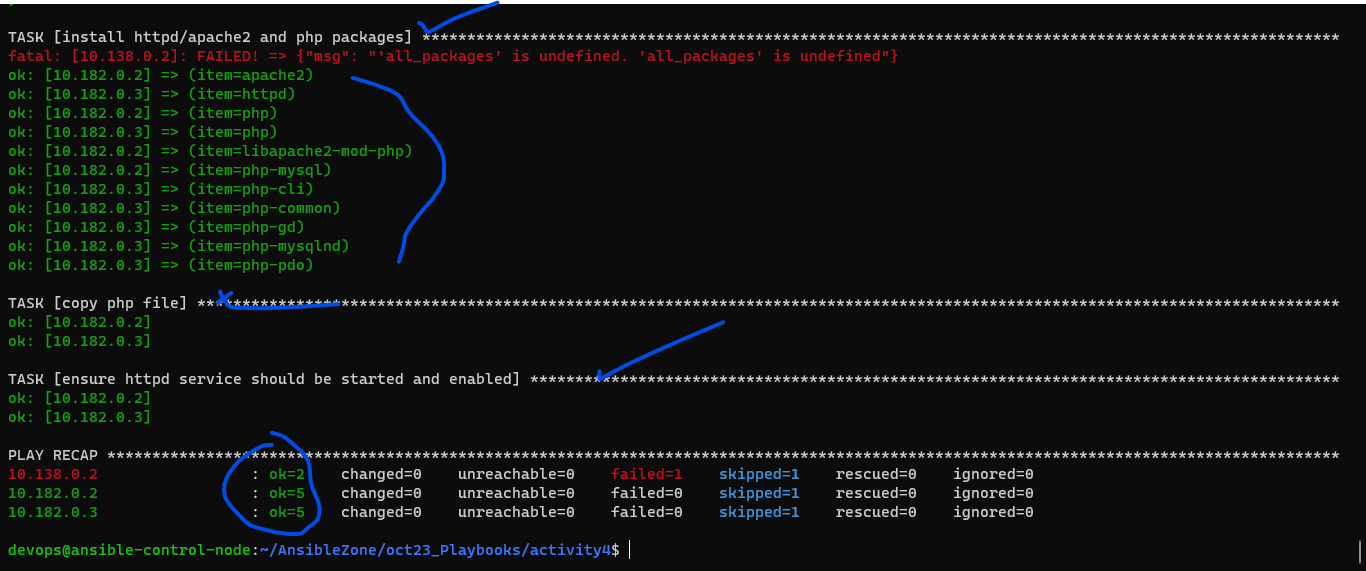 TASK [install httpd/apache2 and php packages] ******************************************************************************************************
fatal: [10.138.0.2]: FAILED! => {"msg": "'all_packages' is undefined. 'all_packages' is undefined"}
ok: [10.182.0.2] => (item=apache2)
ok: [10.182.0.3] => (item=httpd)
ok: [10.182.0.2] => (item=php)
ok: [10.182.0.3] => (item=php)
ok: [10.182.0.2] => (item=libapache2-mod-php)
ok: [10.182.0.2] => (item=php-mysql)
ok: [10.182.0.3] => (item=php-cli)
ok: [10.182.0.3] => (item=php-common)
ok: [10.182.0.3] => (item=php-gd)
ok: [10.182.0.3] => (item=php-mysqlnd)
ok: [10.182.0.3] => (item=php-pdo)
TASK [copy php file] *******************************************************************************************************************************
ok: [10.182.0.2]
ok: [10.182.0.3]
TASK [ensure httpd service should be started and enabled] ******************************************************************************************
ok: [10.182.0.2]
ok: [10.182.0.3]
PLAY RECAP *****************************************************************************************************************************************
10.138.0.2 : ok=2 changed=0 unreachable=0 failed=1 skipped=1 rescued=0 ignored=0
10.182.0.2 : ok=5 changed=0 unreachable=0 failed=0 skipped=1 rescued=0 ignored=0
10.182.0.3 : ok=5 changed=0 unreachable=0 failed=0 skipped=1 rescued=0 ignored=0
devops@ansible-control-node:~/AnsibleZone/oct23_Playbooks/activity4$